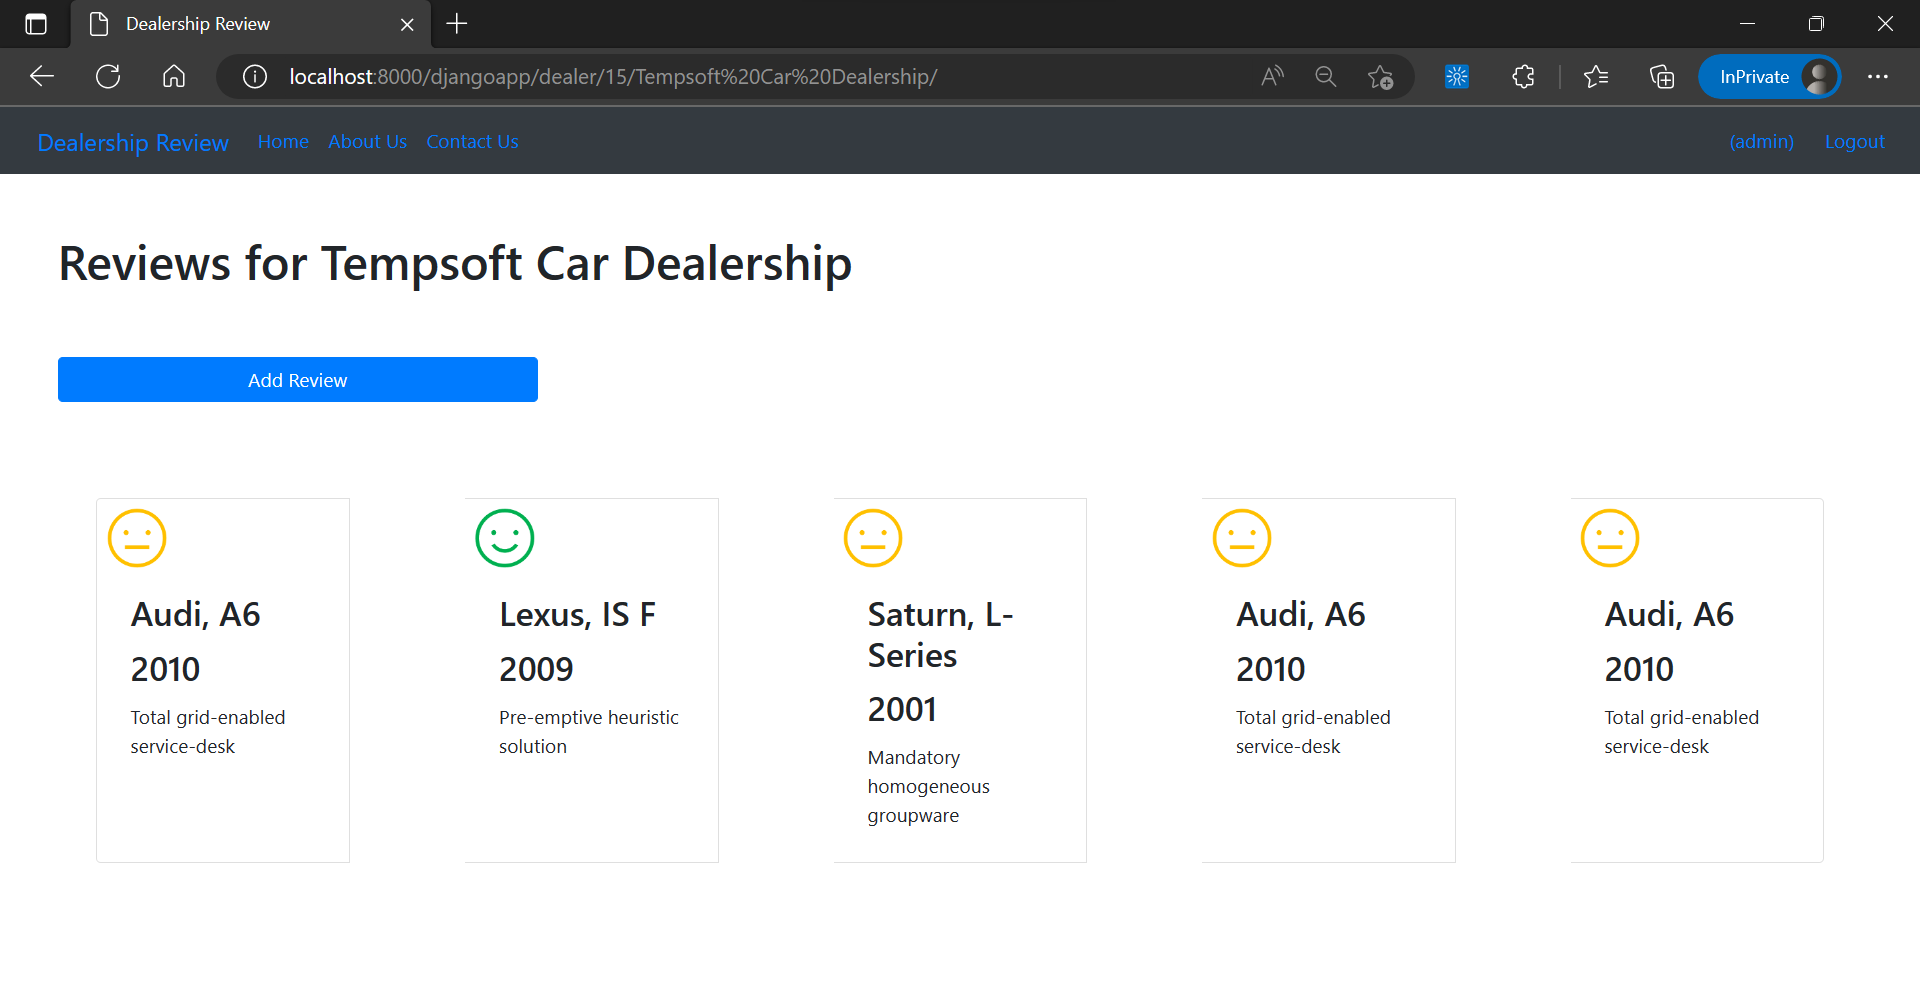 Dealership Review
localhost:8000/djangoapp/dealer/15/Tempsoft%20Car%20Dealership/
InPrivate
Dealership Review Home About Us Contact Us (admin) Logout
Reviews for Tempsoft Car Dealership
Add Review
Audi, A6
2010
Total grid-enabled
service-desk
Lexus, IS F
2009
Pre-emptive heuristic
solution
Saturn, L-
Series
2001
Mandatory
homogeneous
groupware
Audi, A6
2010
Total grid-enabled
service-desk
Audi, A6
2010
Total grid-enabled
service-desk